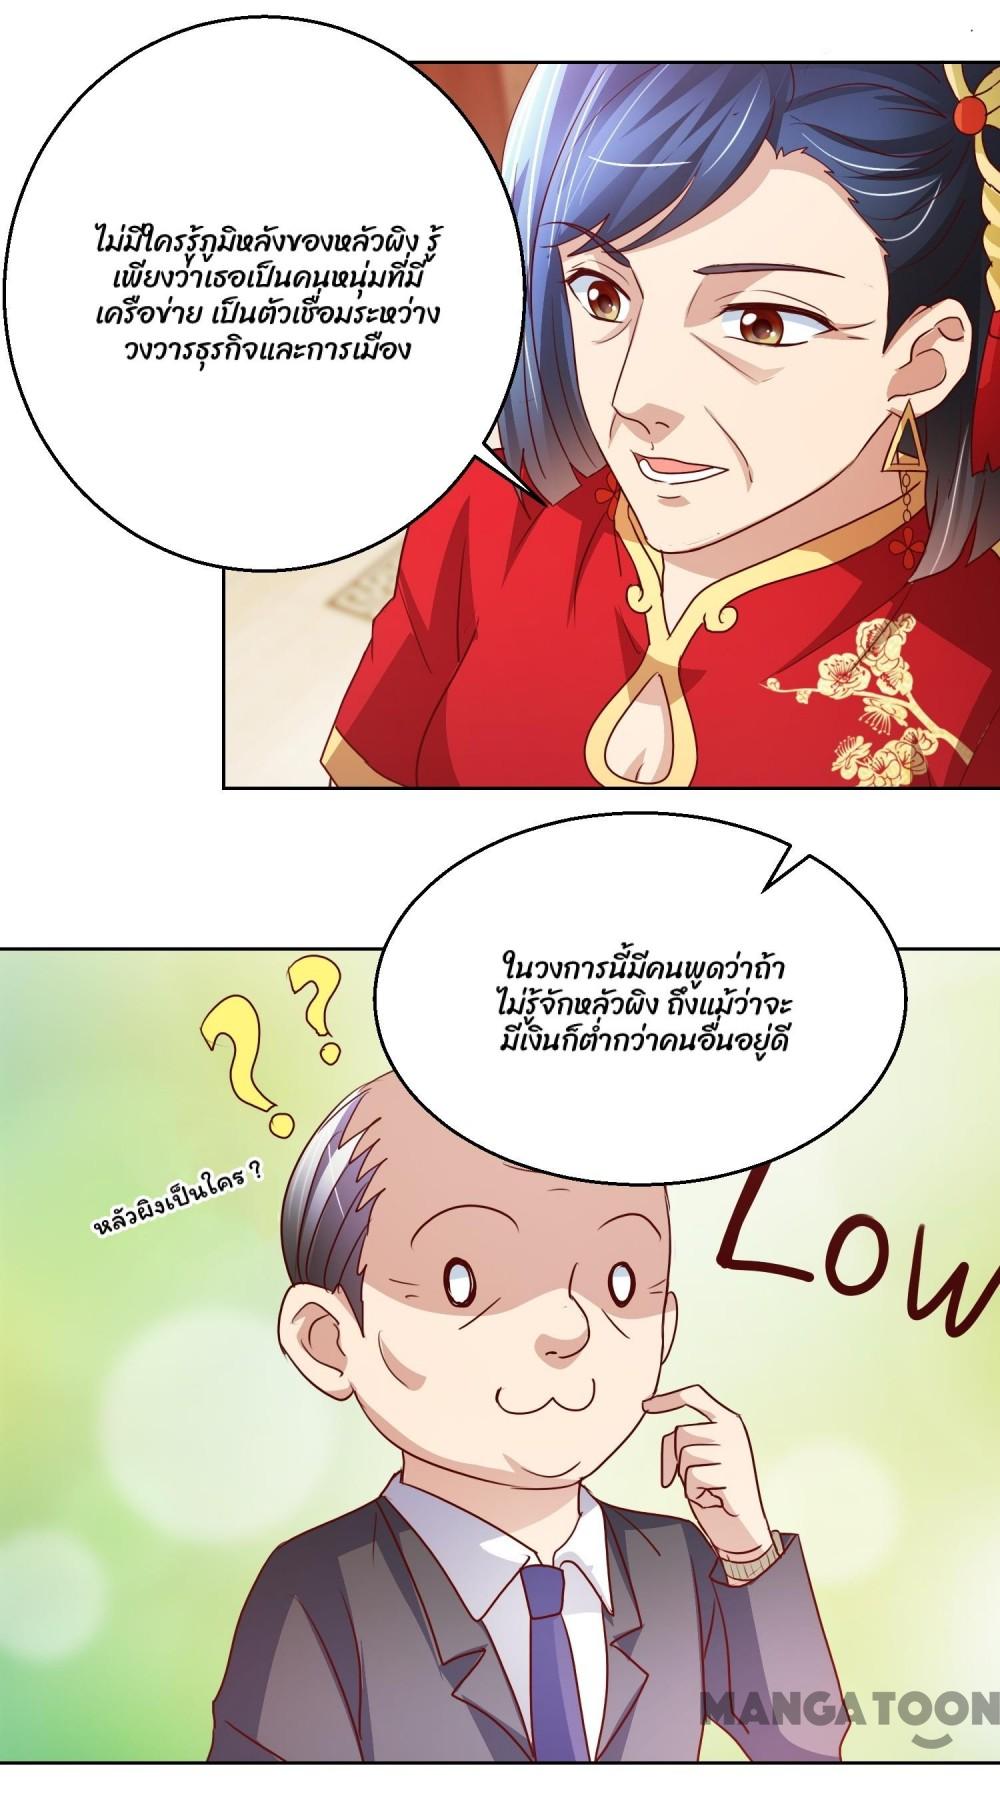 ไม่มีใครรู้ภูมิหลังของหลัวผิง รู้
เพียงว่าเธอเป็นคนหนุ่มที่มี
เครือข่าย เป็นตัวเชื่อมระหว่าง
วงวารธุรกิจและการเมือง
ในวงการนี้มีคนพูดว่าถ้า
ไม่รู้จักหลัวผิง ถึงแม้ว่าจะ
มีเงินก็ต่ำกว่าคนอื่นอยู่ดี
??
หลัวผิงเป็นใคร ?
LOW
MANGATOON